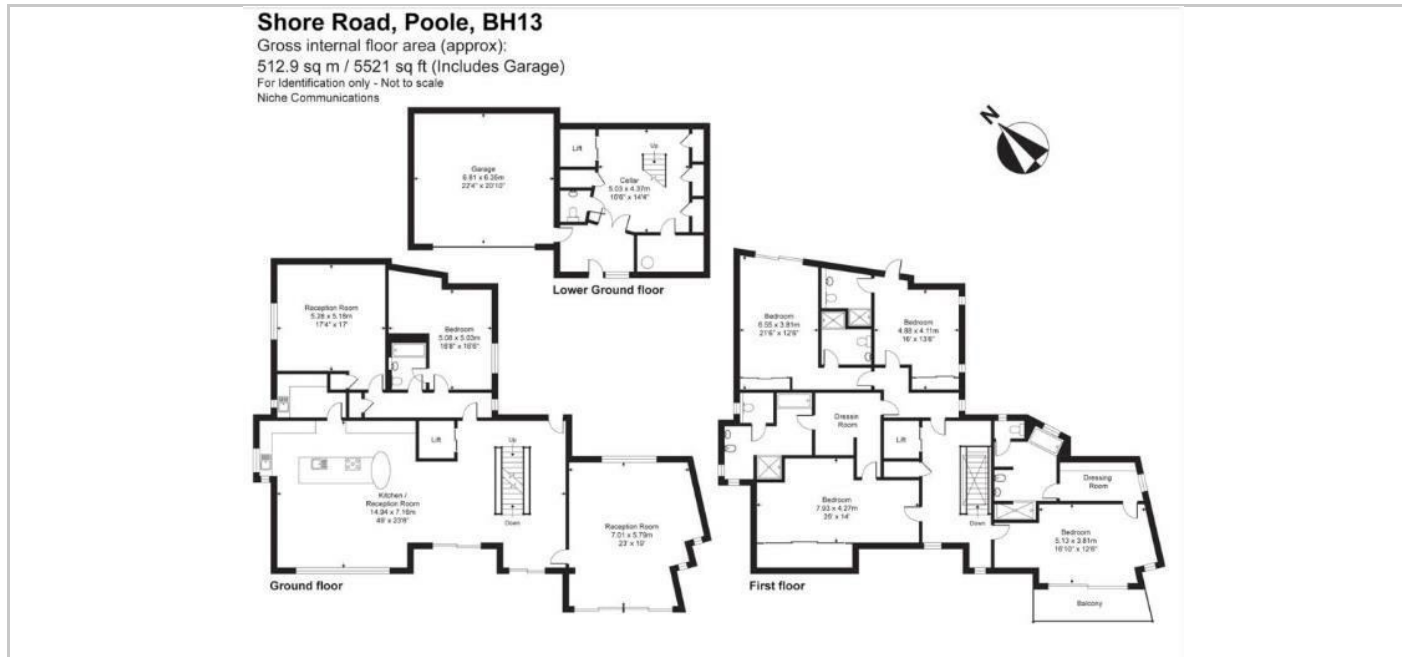 Shore Road, Poole, BH13
Gross internal floor area (approx):
512.9 sq m / 5521 sq ft (Includes Garage)
For Identification only - Not to scale
Niche Communications
N
Garage
6.81 x 6.35m
22'4" x 20'10"
Lift
Up
Cellar
5.03 x 4.37m
16'6" x 14'4"
Lower Ground floor
Reception Room
5.28 x 5.18m
17'4" x 17'
Bedroom
5.08 x 5.03m
16'8" x 16'6"
Lift
Up
Kitchen /
Reception Room
14.94 x 7.16m
49' x 23'6"
Down
Reception Room
7.01 x 5.79m
23' x 19'
Ground floor
Bedroom
6.55 x 3.81m
21'6" x 12'6"
Bedroom
4.88 x 4.11m
16' x 13'6"
Dressin
Room
Lift
Dressing
Room
Bedroom
7.93 x 4.27m
26' x 14'
Down
Bedroom
5.13 x 3.81m
16'10" x 12'6"
Balcony
First floor